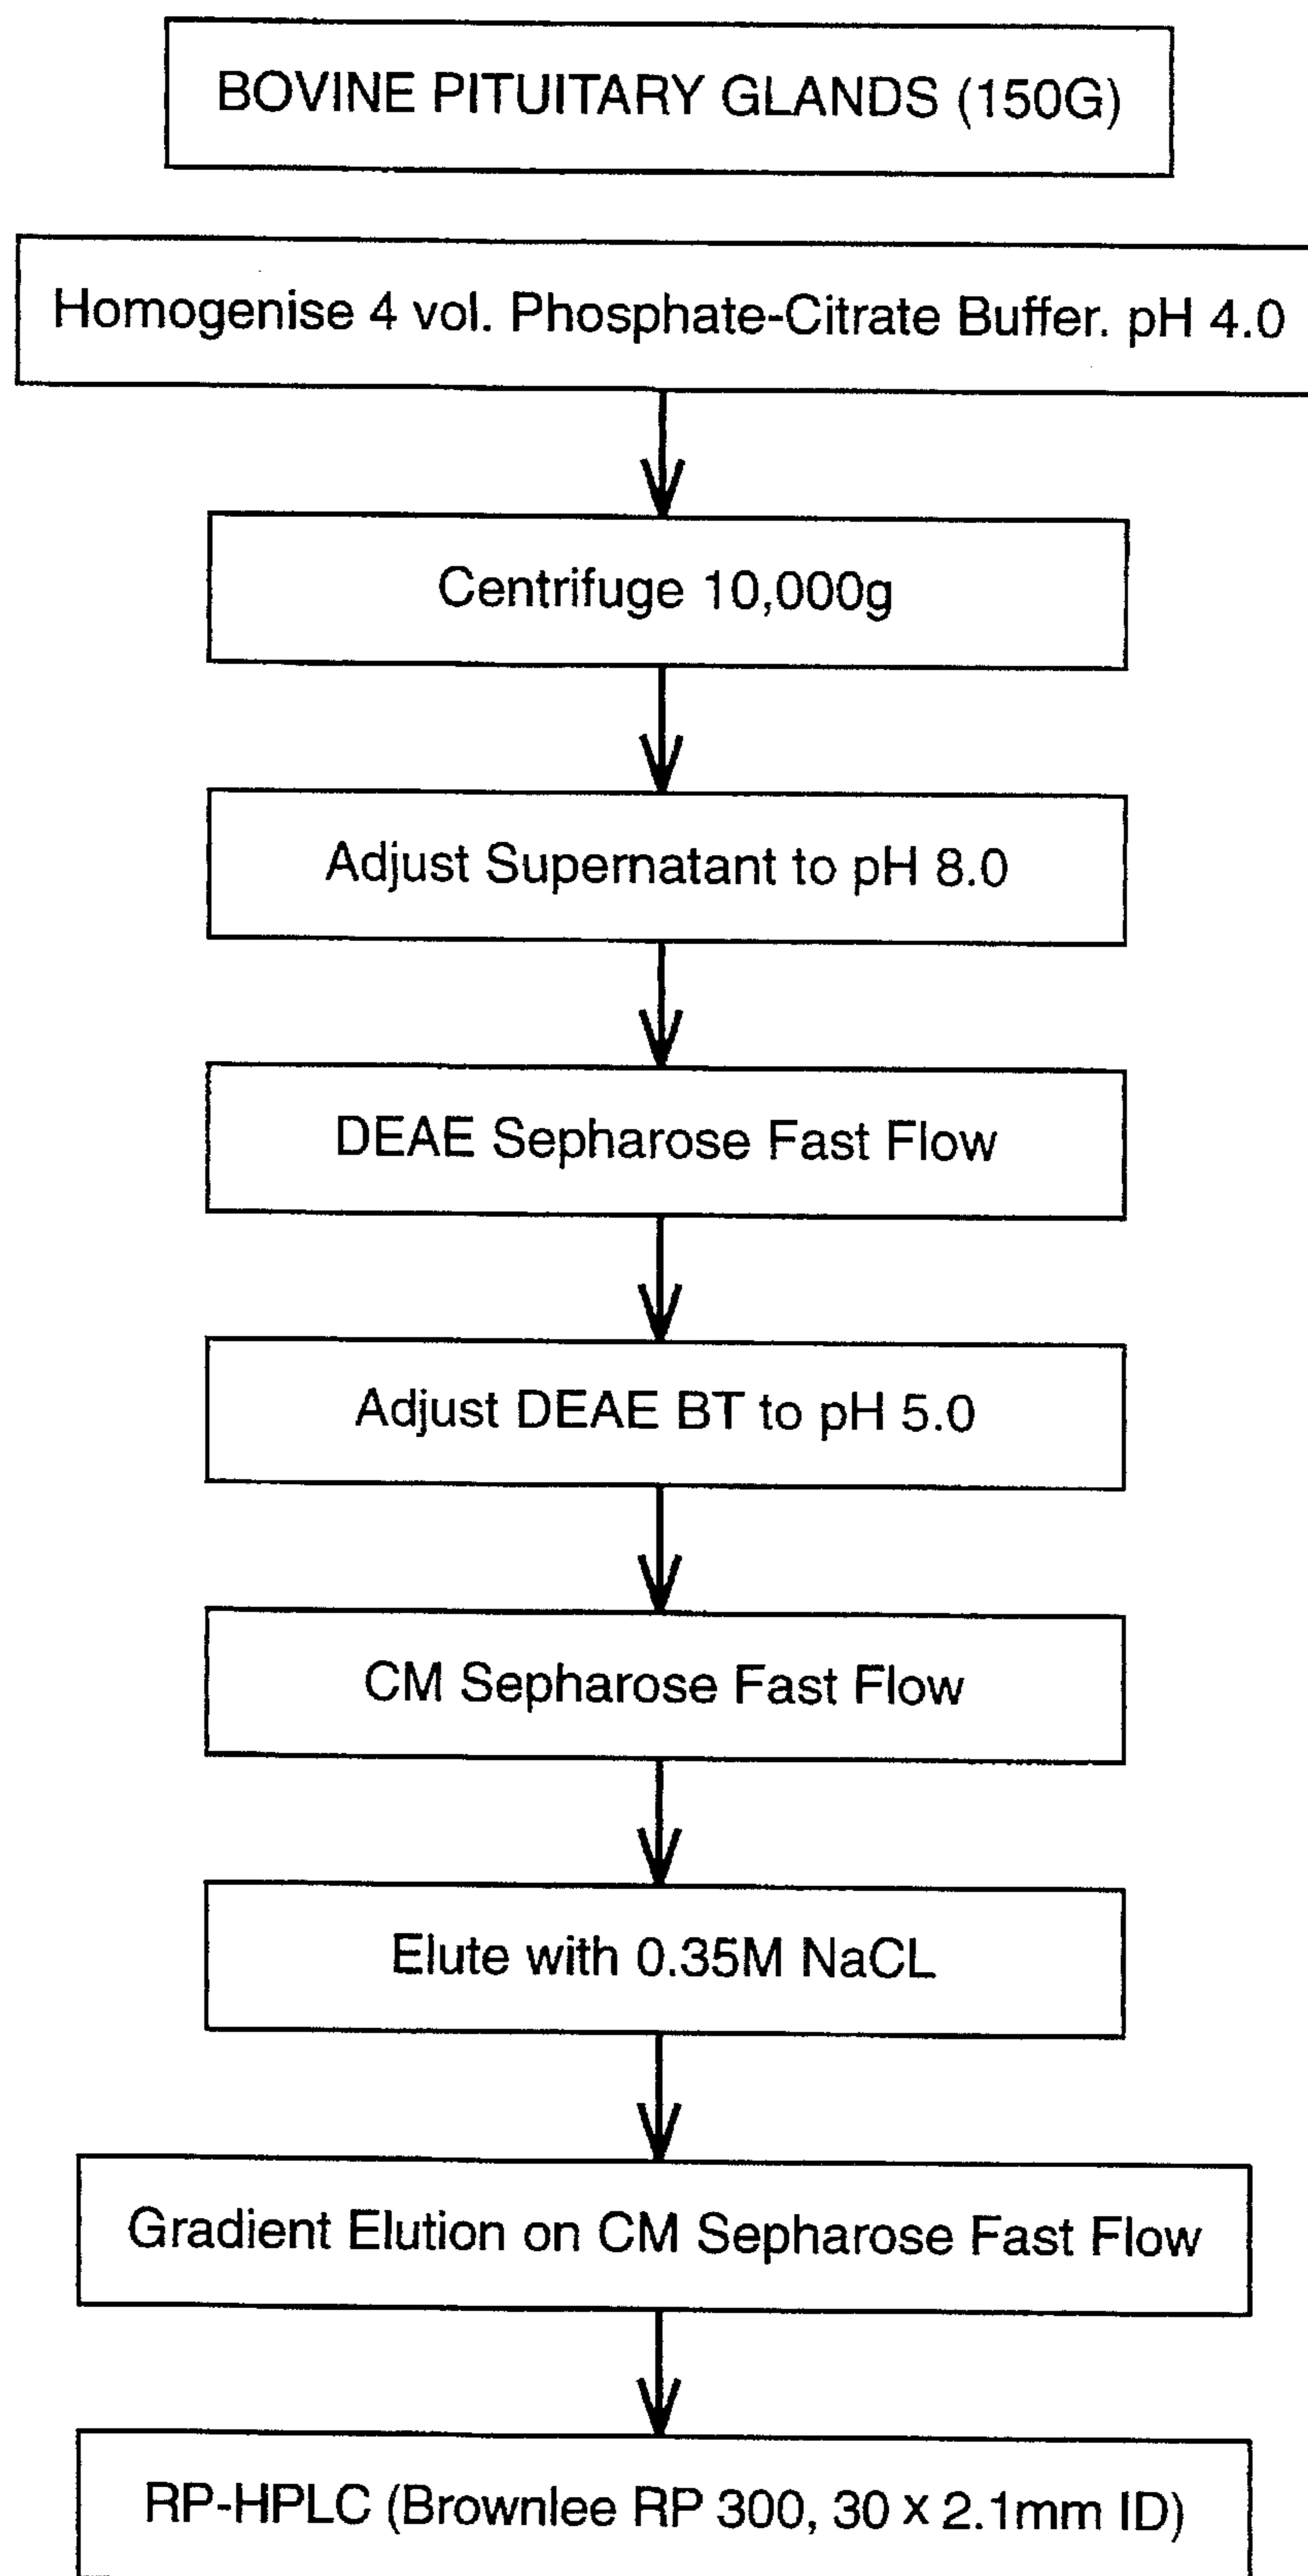 BOVINE PITUITARY GLANDS (150G)
Homogenise 4 vol. Phosphate-Citrate Buffer. pH 4.0
Centrifuge 10,000g
Adjust Supernatant to pH 8.0
DEAE Sepharose Fast Flow
Adjust DEAE BT to pH 5.0
CM Sepharose Fast Flow
Elute with 0.35M NaCL
Gradient Elution on CM Sepharose Fast Flow
RP-HPLC (Brownlee RP 300, 30 x 2.1mm ID)